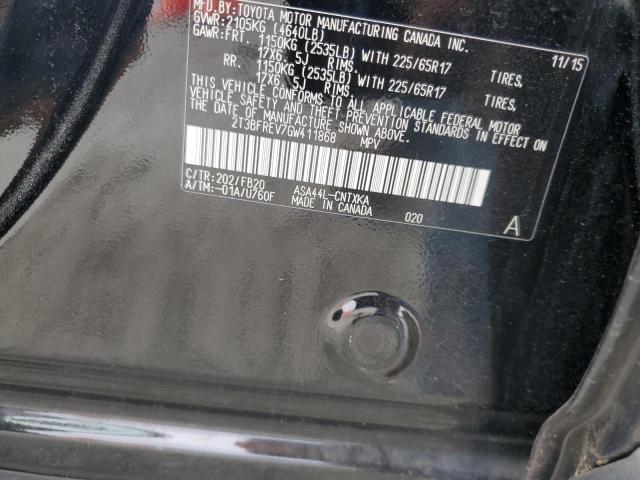 MFD. BY: TOYOTA MOTOR MANUFACTURING CANADA INC. 11/15
GVWR: 2105KG (4640LB)
GAWR: FRT. 1150KG (2535LB) WITH 225/65R17 TIRES,
17X6.5J RIMS
RR. 1150KG (2535LB) WITH 225/65R17 TIRES,
17X6.5J RIMS
THIS VEHICLE CONFORMS TO ALL APPLICABLE FEDERAL MOTOR
VEHICLE SAFETY AND THEFT PREVENTION STANDARDS IN EFFECT ON
THE DATE OF MANUFACTURE SHOWN ABOVE.
2T3BFREV7GW411868 MPV
C/TR: 202/FB20 ASA44L-CNTXKA
A/TM: -01A/U760F MADE IN CANADA 020 A